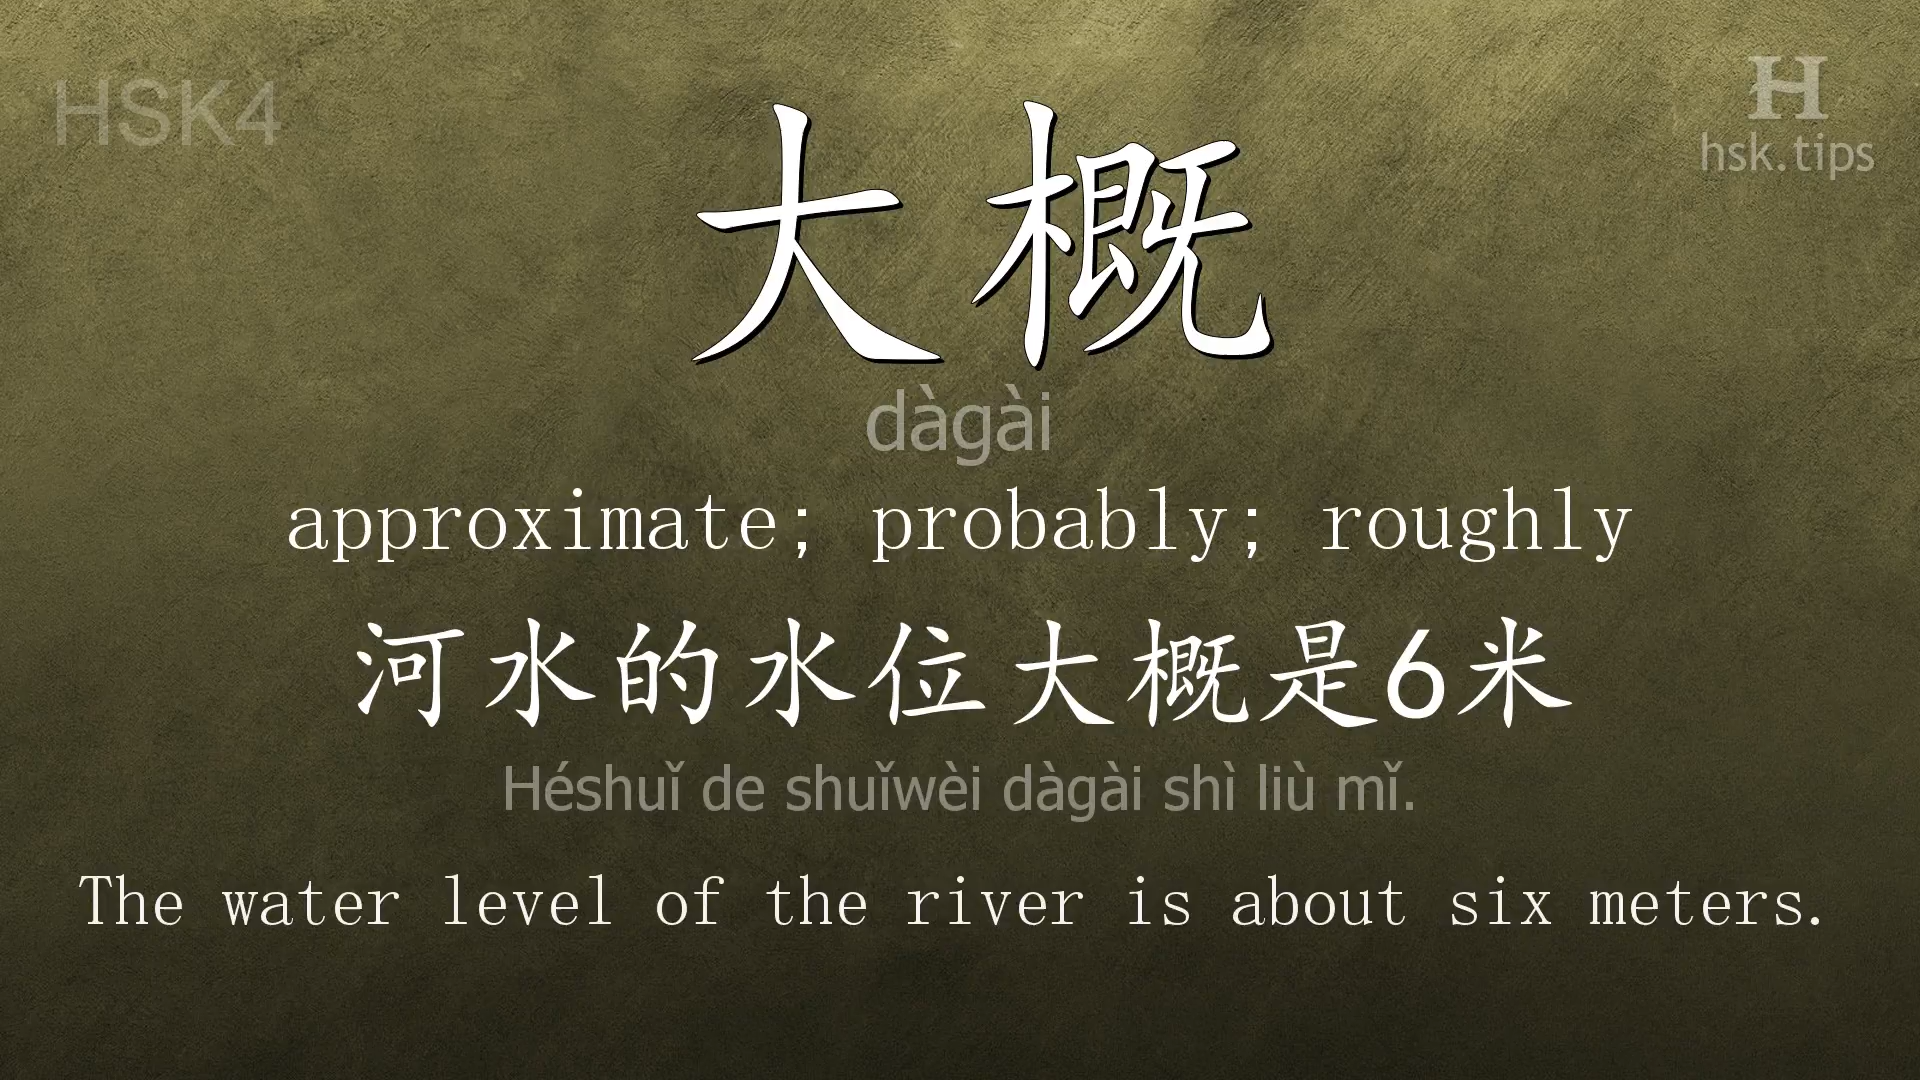 HSK4
H
hsk.tips
大概
dàgài
approximate; probably; roughly
河水的水位大概是6米
Héshuǐ de shuǐwèi dàgài shì liù mǐ.
The water level of the river is about six meters.